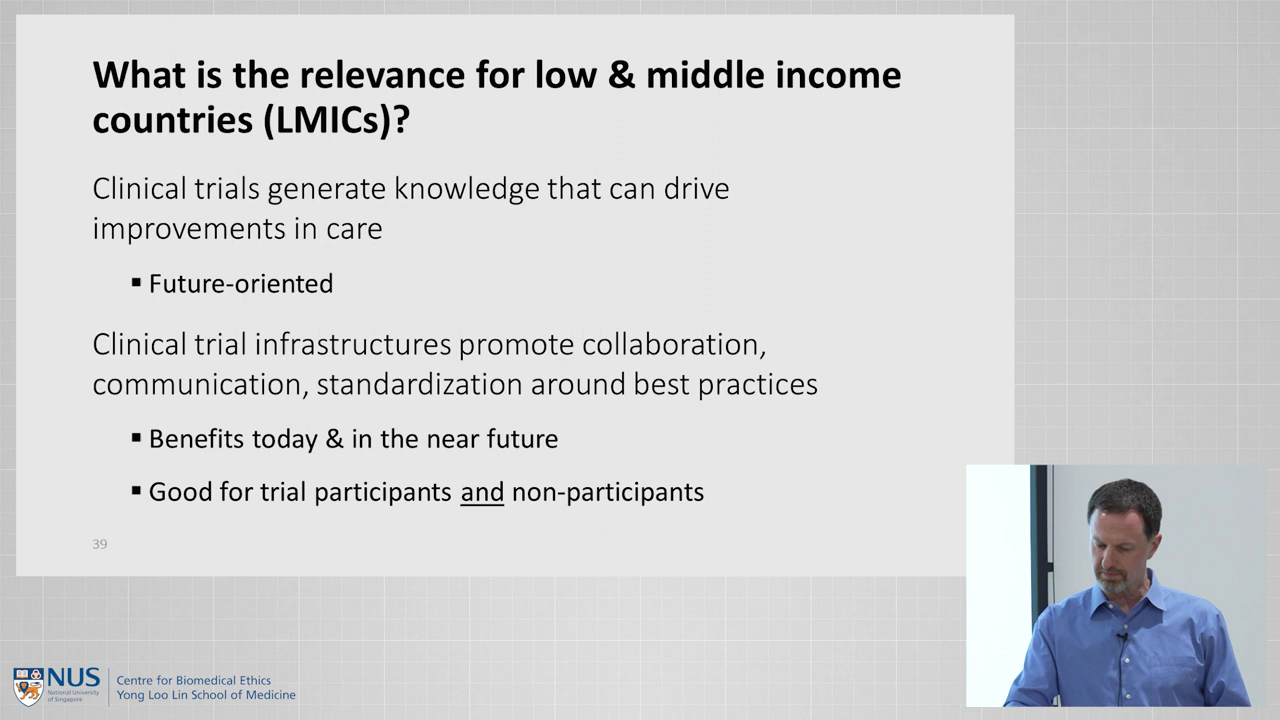 What is the relevance for low & middle income
countries (LMICs)?
Clinical trials generate knowledge that can drive
improvements in care
▪ Future-oriented
Clinical trial infrastructures promote collaboration,
communication, standardization around best practices
▪ Benefits today & in the near future
▪ Good for trial participants and non-participants
39
NUS
National University
of Singapore
Centre for Biomedical Ethics
Yong Loo Lin School of Medicine